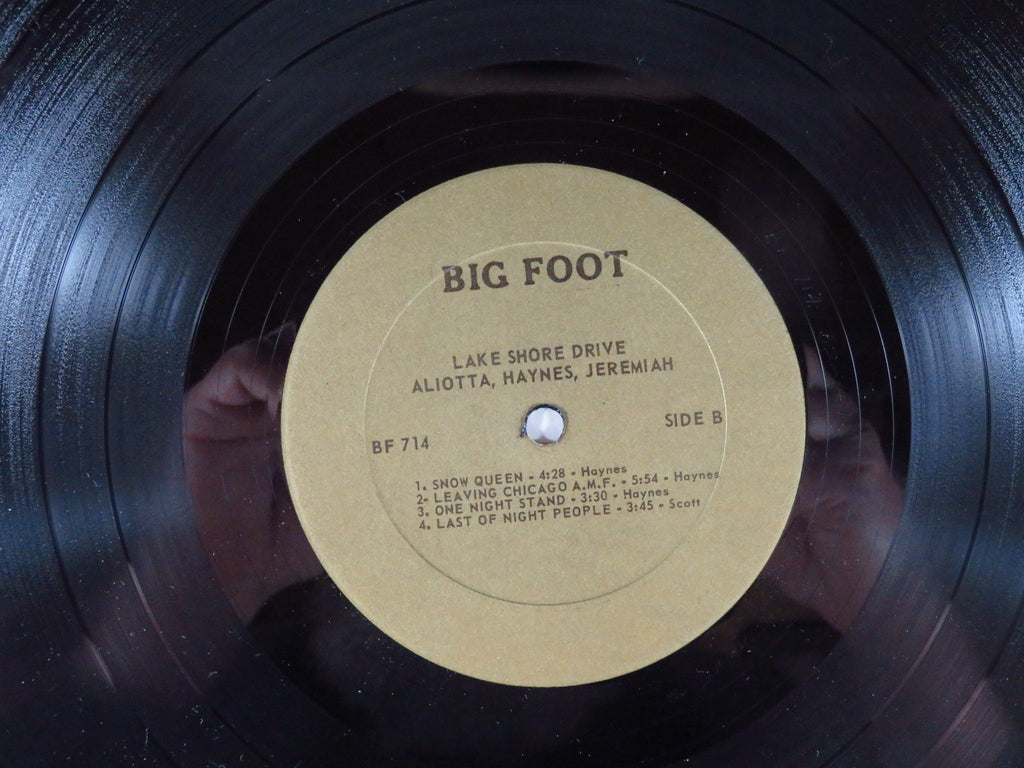 BIG FOOT
LAKE SHORE DRIVE
ALIOTTA, HAYNES, JEREMIAH
BF 714
SIDE B
1. SNOW QUEEN - 4:28 - Haynes
2- LEAVING CHICAGO A.M.F. - 5:54 - Haynes
3. ONE NIGHT STAND - 3:30 - Haynes
4. LAST OF NIGHT PEOPLE - 3:45 - Scott